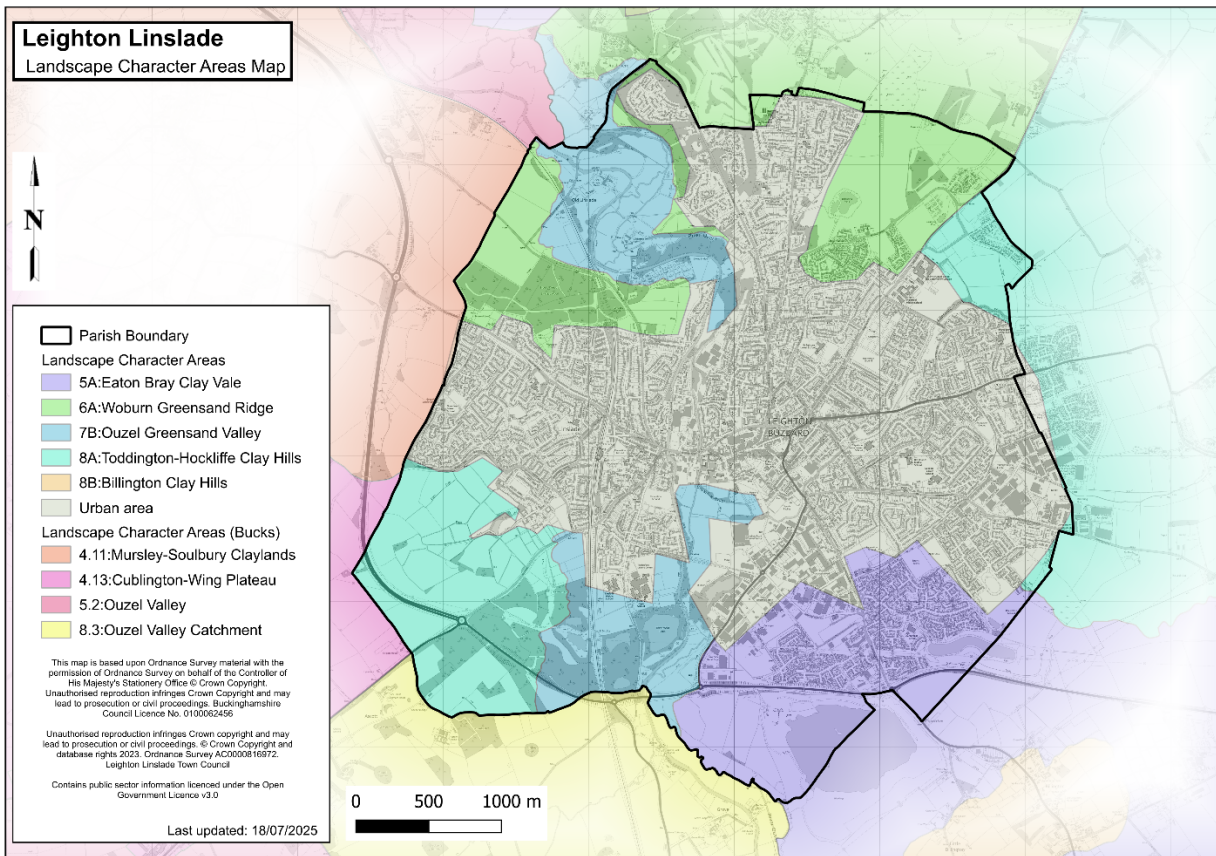 Leighton Linslade
Landscape Character Areas Map
N
Parish Boundary
Landscape Character Areas
5A:Eaton Bray Clay Vale
6A:Woburn Greensand Ridge
7B:Ouzel Greensand Valley
8A:Toddington-Hockliffe Clay Hills
8B:Billington Clay Hills
Urban area
Landscape Character Areas (Bucks)
4.11:Mursley-Soulbury Claylands
4.13:Cublington-Wing Plateau
5.2:Ouzel Valley
8.3:Ouzel Valley Catchment
This map is based upon Ordnance Survey material with the
permission of Ordnance Survey on behalf of the Controller of
His Majesty's Stationery Office © Crown Copyright.
Unauthorised reproduction infringes Crown Copyright and may
lead to prosecution or civil proceedings. Buckinghamshire
Council Licence No. 0100062456
Unauthorised reproduction infringes Crown copyright and may
lead to prosecution or civil proceedings. © Crown Copyright and
database rights 2023. Ordnance Survey AC0000816972.
Leighton Linslade Town Council
Contains public sector information licenced under the Open
Government Licence v3.0
Last updated: 18/07/2025
0 500 1000 m
LEIGHTON
BUZZARD